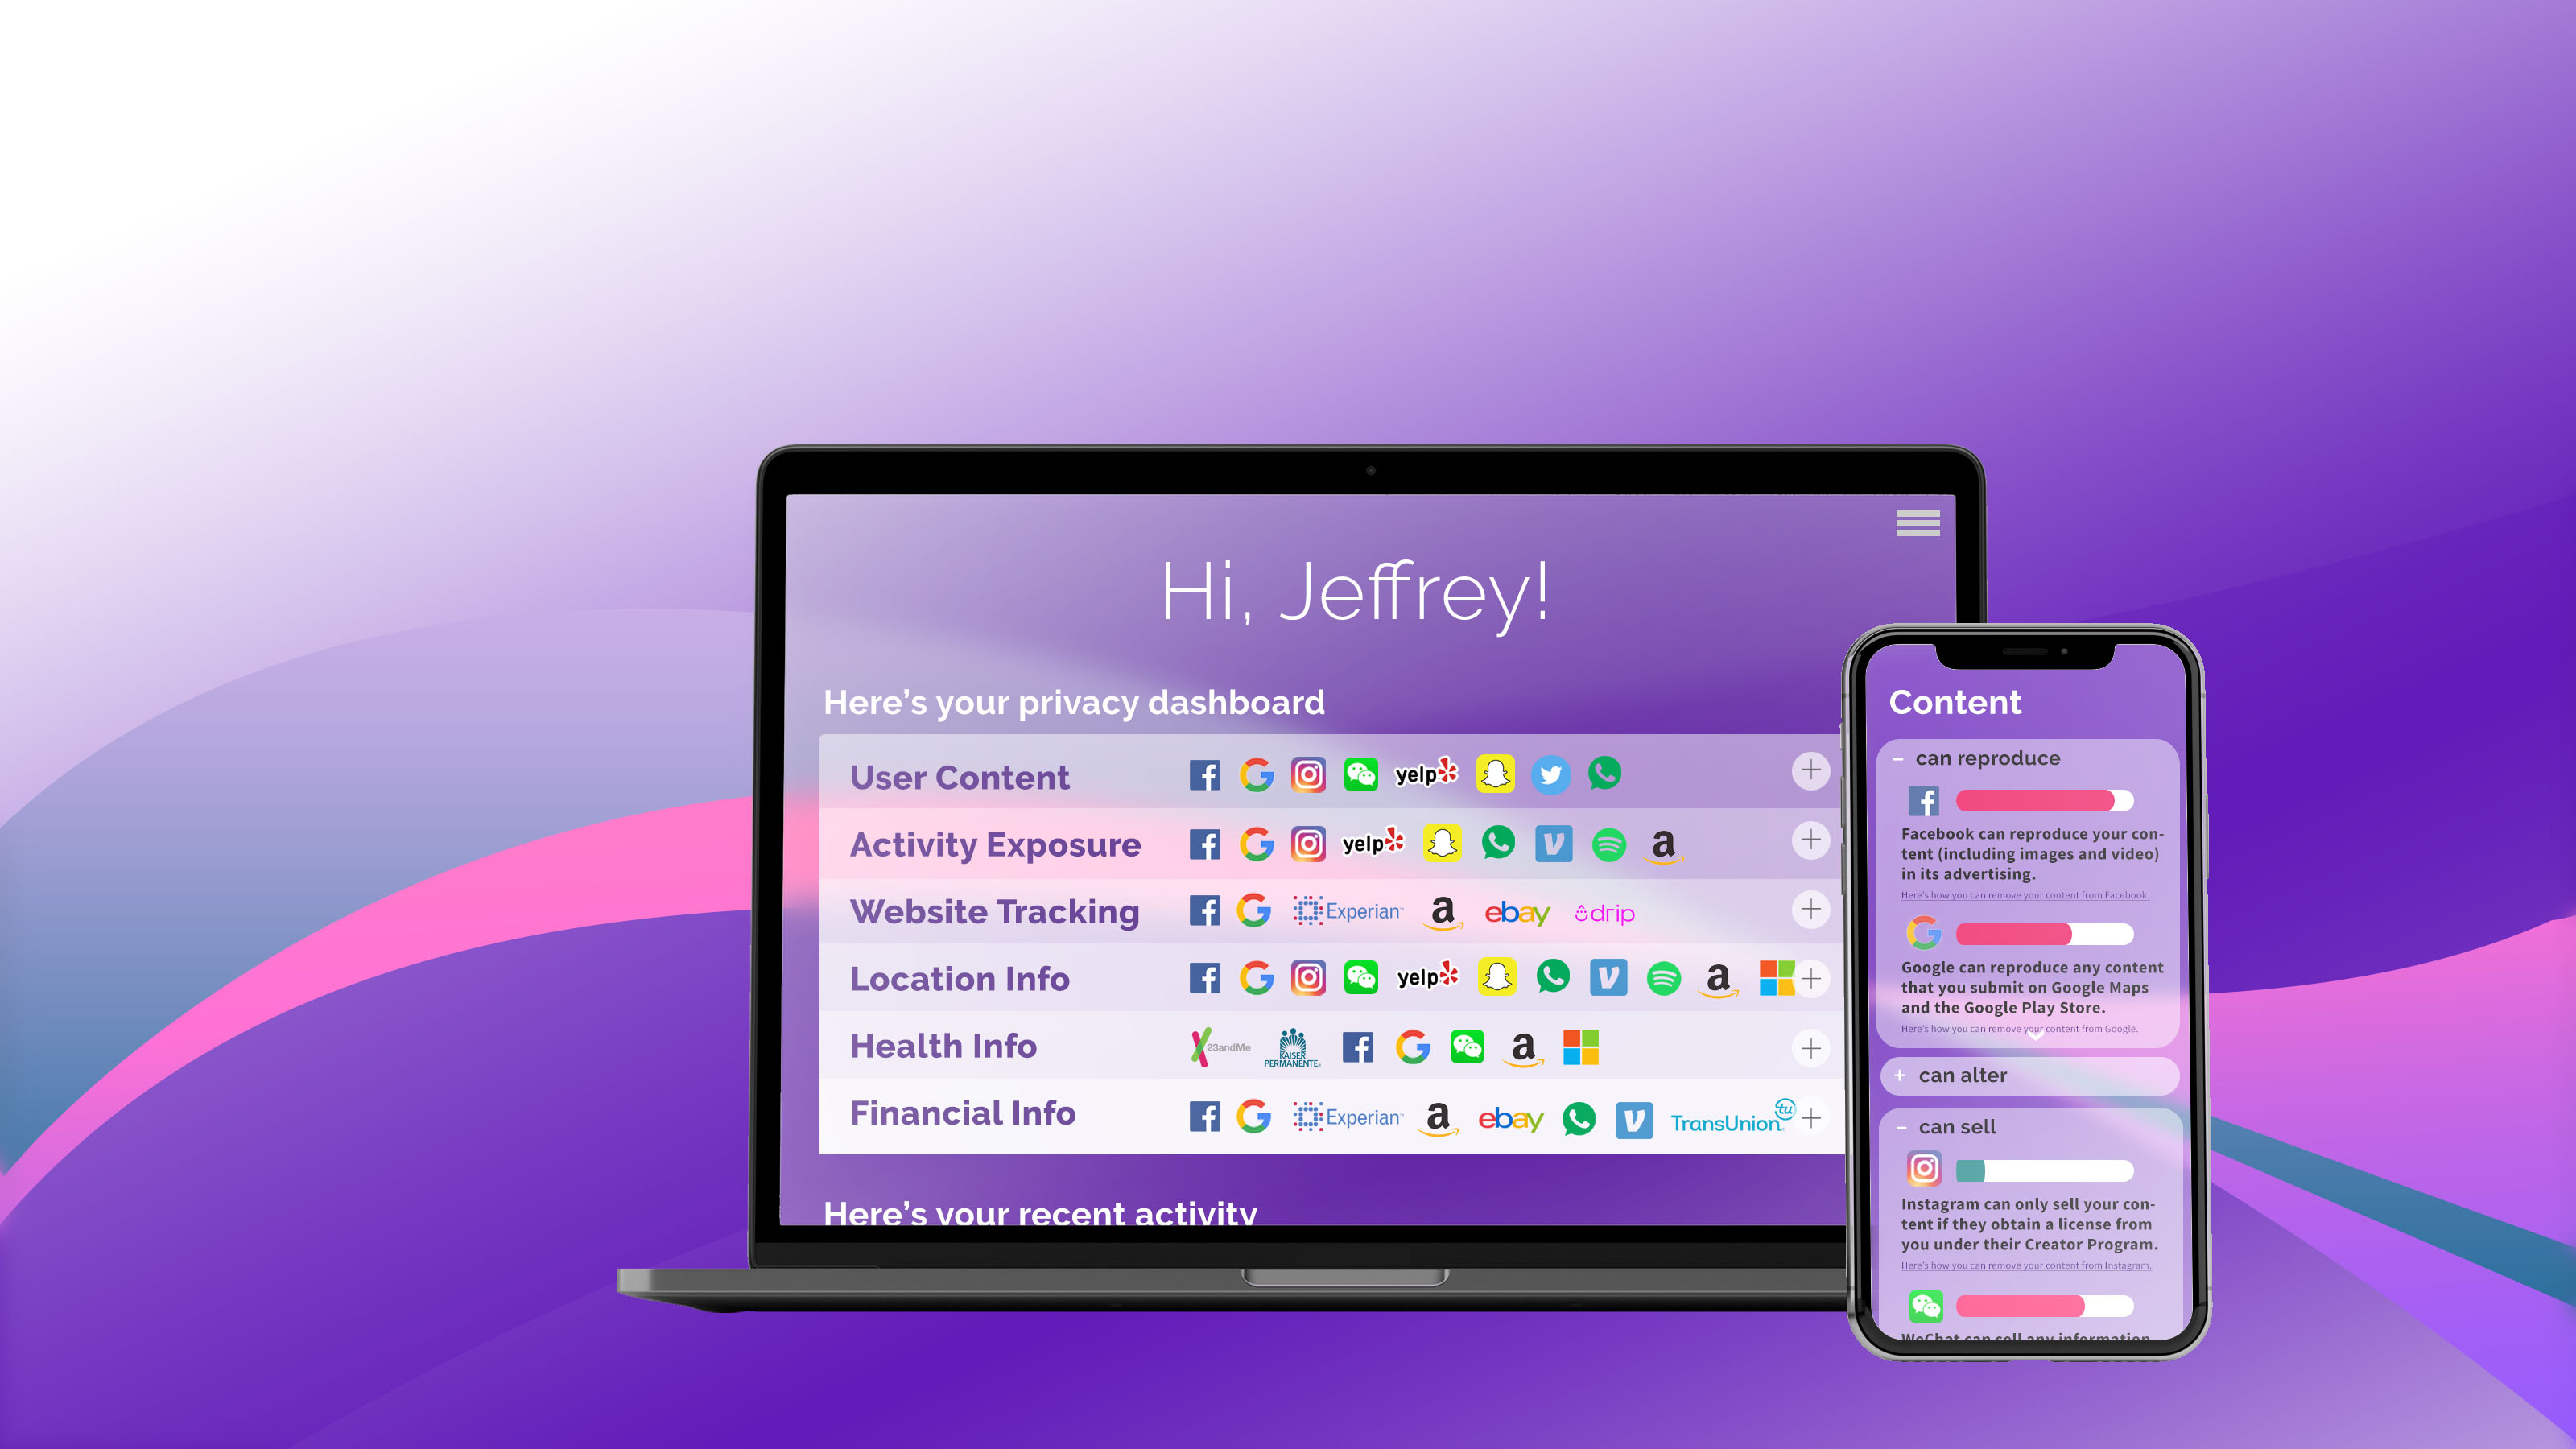 Hi, Jeffrey!
Here's your privacy dashboard
User Content
yelp
Activity Exposure
yelp
a
Website Tracking
Experian™
a
ebay
drip
Location Info
yelp
a
Health Info
23andMe
KAISER
PERMANENTE®
a
Financial Info
Experian™
a
ebay
TransUnion®
tu
Here's your recent activity
Content
− can reproduce
Facebook can reproduce your con-
tent (including images and video)
in its advertising.
Here's how you can remove your content from Facebook.
Google can reproduce any content
that you submit on Google Maps
and the Google Play Store.
Here's how you can remove your content from Google.
+ can alter
− can sell
Instagram can only sell your con-
tent if they obtain a license from
you under their Creator Program.
Here's how you can remove your content from Instagram.
WeChat can sell any information